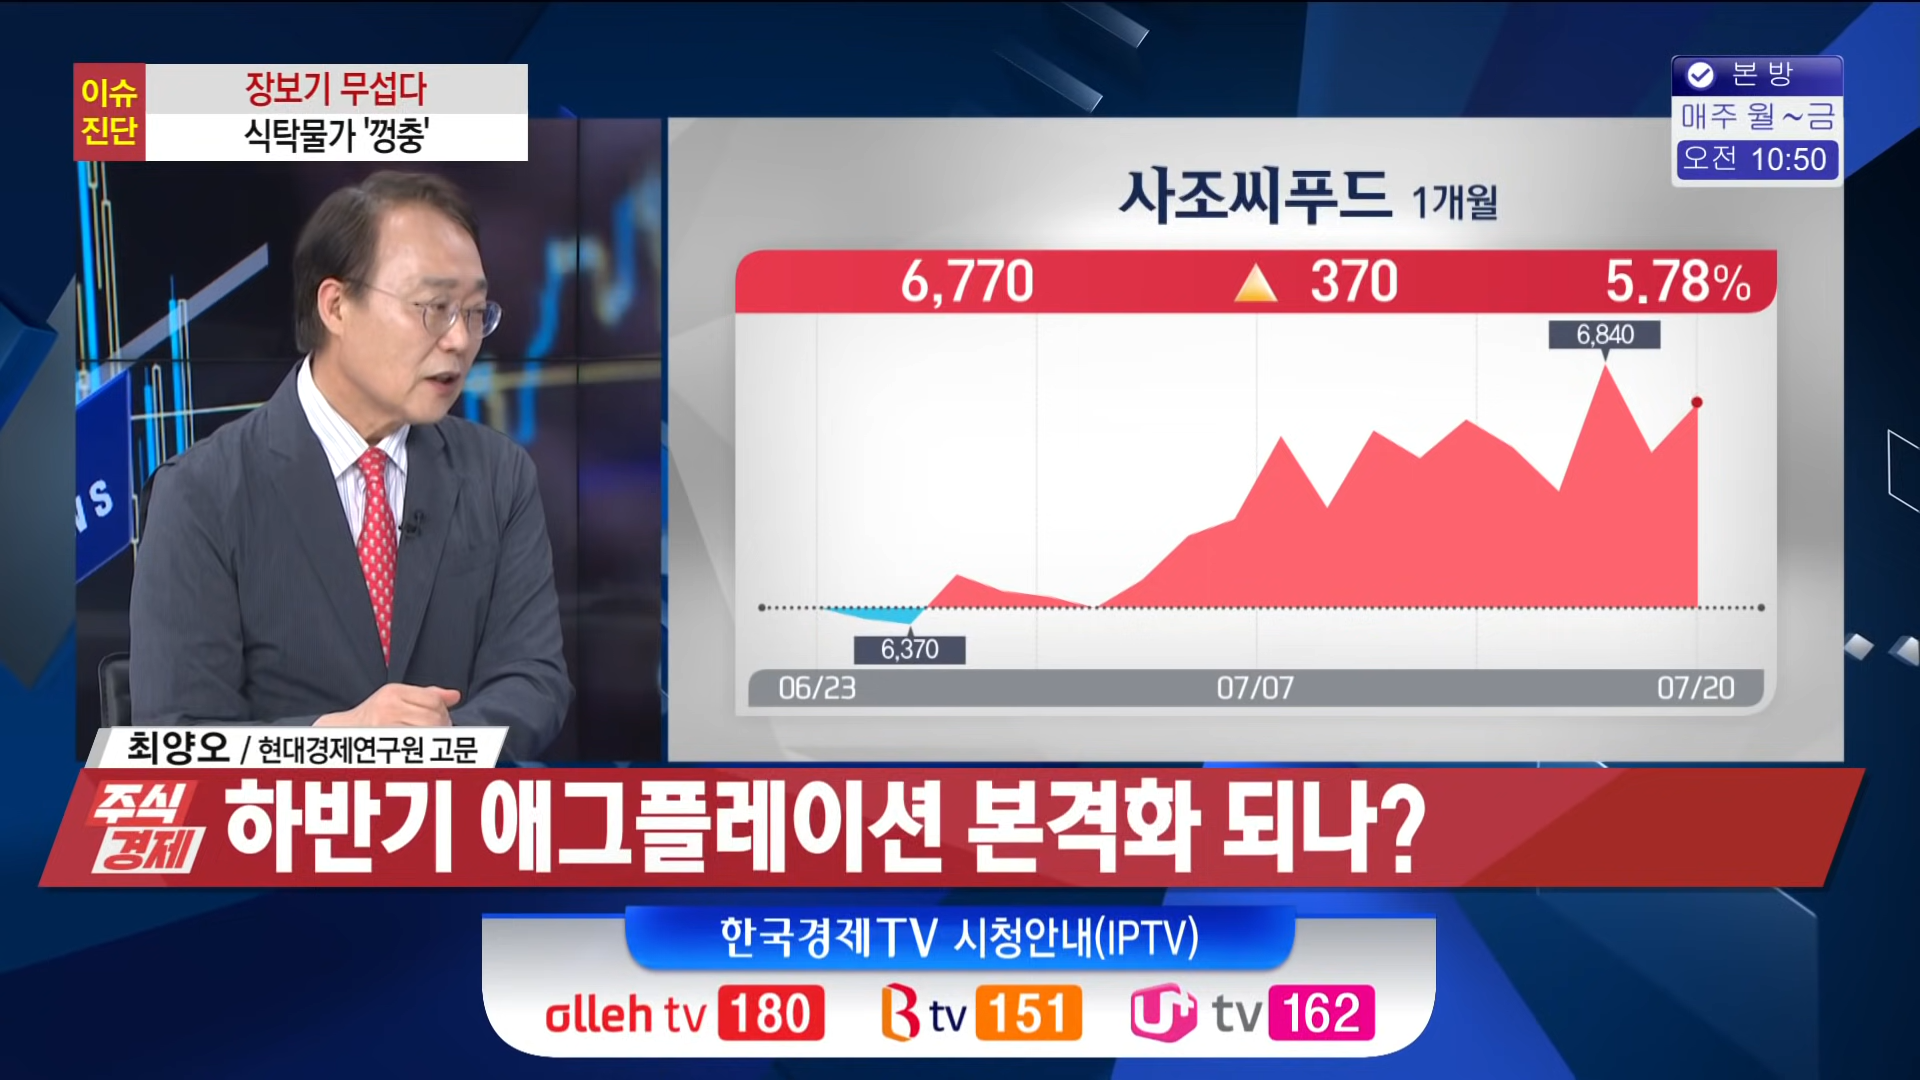 이슈
진단
장보기 무섭다
식탁물가 '껑충'
본 방
매주 월~금
오전 10:50
사조씨푸드 1개월
6,770 ▲ 370 5.78%
6,840
6,370
06/23 07/07 07/20
NS
최양오 / 현대경제연구원 고문
주식
경제
하반기 애그플레이션 본격화 되나?
한국경제TV 시청안내(IPTV)
olleh tv 180 B tv 151 U+ tv 162